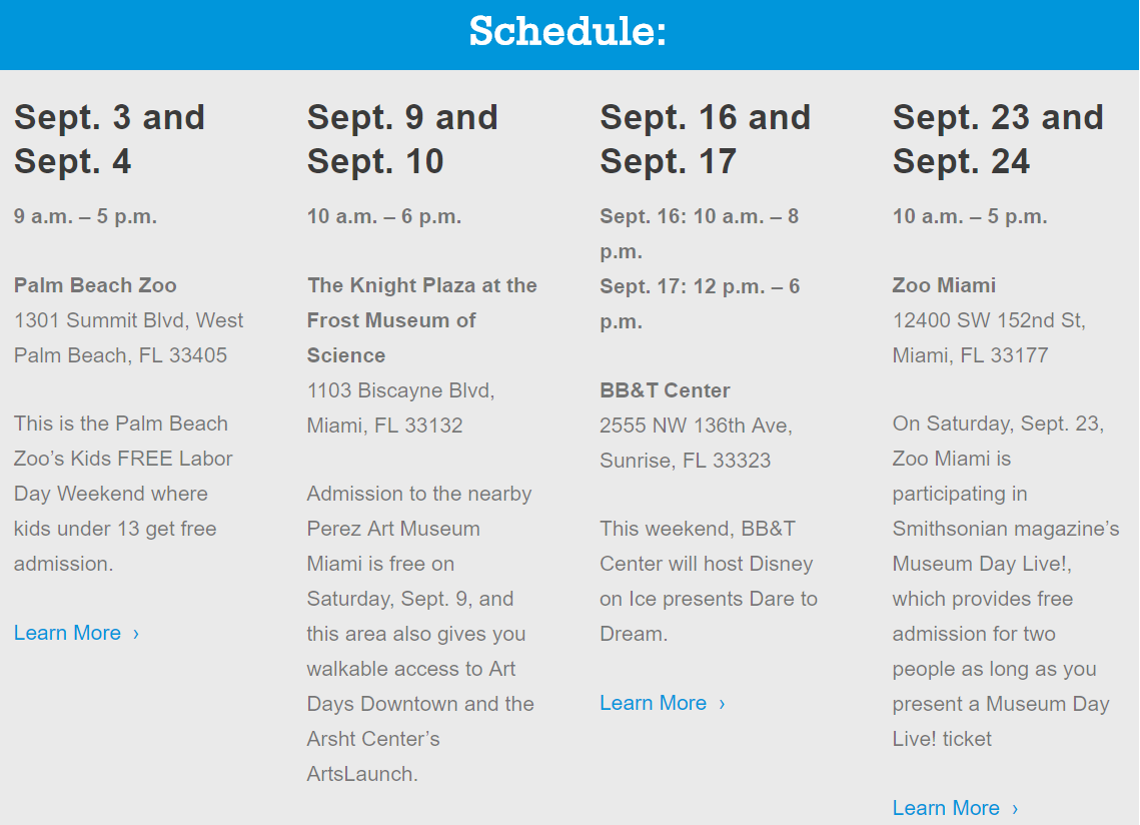 Schedule:
Sept. 3 and
Sept. 4
9 a.m. – 5 p.m.
Palm Beach Zoo
1301 Summit Blvd, West
Palm Beach, FL 33405
This is the Palm Beach
Zoo’s Kids FREE Labor
Day Weekend where
kids under 13 get free
admission.
Learn More ›
Sept. 9 and
Sept. 10
10 a.m. – 6 p.m.
The Knight Plaza at the
Frost Museum of
Science
1103 Biscayne Blvd,
Miami, FL 33132
Admission to the nearby
Perez Art Museum
Miami is free on
Saturday, Sept. 9, and
this area also gives you
walkable access to Art
Days Downtown and the
Arsht Center’s
ArtsLaunch.
Sept. 16 and
Sept. 17
Sept. 16: 10 a.m. – 8
p.m.
Sept. 17: 12 p.m. – 6
p.m.
BB&T Center
2555 NW 136th Ave,
Sunrise, FL 33323
This weekend, BB&T
Center will host Disney
on Ice presents Dare to
Dream.
Learn More ›
Sept. 23 and
Sept. 24
10 a.m. – 5 p.m.
Zoo Miami
12400 SW 152nd St,
Miami, FL 33177
On Saturday, Sept. 23,
Zoo Miami is
participating in
Smithsonian magazine’s
Museum Day Live!,
which provides free
admission for two
people as long as you
present a Museum Day
Live! ticket
Learn More ›